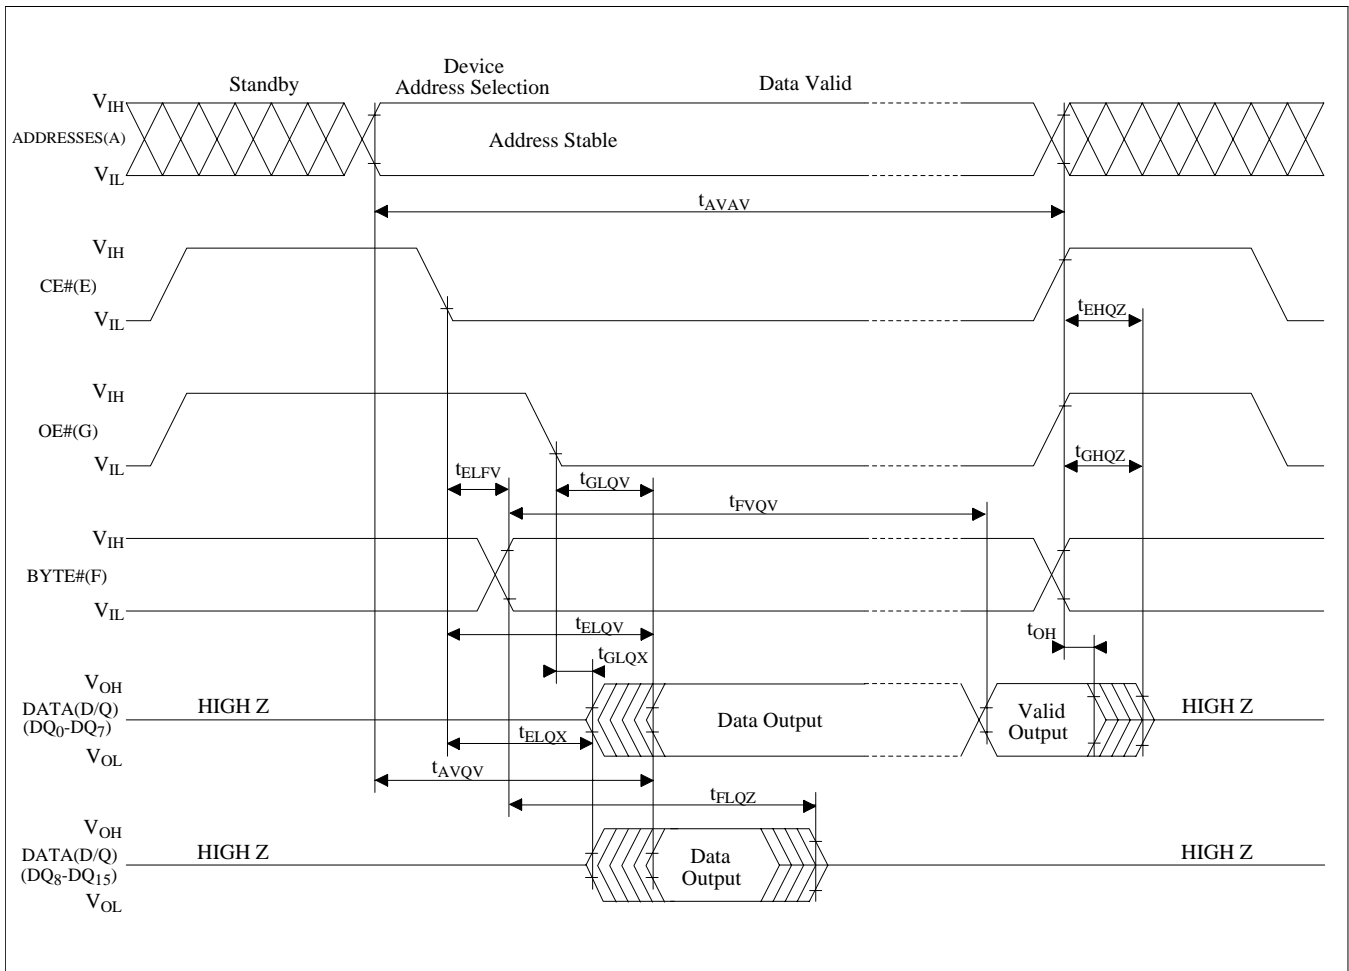 Standby
Device
Address Selection
Data Valid
VIH
ADDRESSES(A)
VIL
Address Stable
tAVAV
VIH
CE#(E)
VIL
tEHQZ
VIH
OE#(G)
VIL
tELFV
tGLQV
tFVQV
tGHQZ
VIH
BYTE#(F)
VIL
tELQV
tGLQX
tOH
VOH
DATA(D/Q)
(DQ0-DQ7)
VOL
HIGH Z
Data Output
Valid
Output
HIGH Z
tELQX
tAVQV
tFLQZ
VOH
DATA(D/Q)
(DQ8-DQ15)
VOL
HIGH Z
Data
Output
HIGH Z